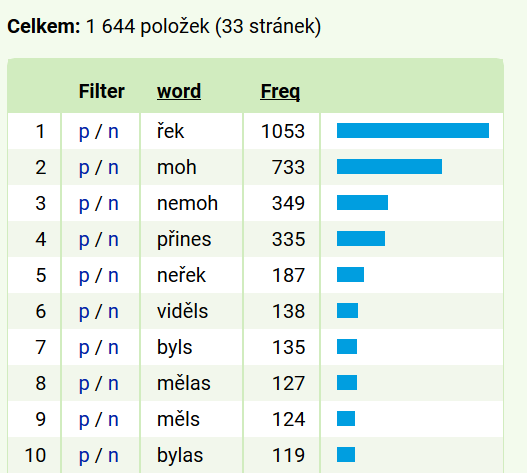 Celkem: 1 644 položek (33 stránek)
Filter word Freq
1 p / n řek 1053
2 p / n moh 733
3 p / n nemoh 349
4 p / n přines 335
5 p / n neřek 187
6 p / n viděls 138
7 p / n byls 135
8 p / n mělas 127
9 p / n měls 124
10 p / n bylas 119